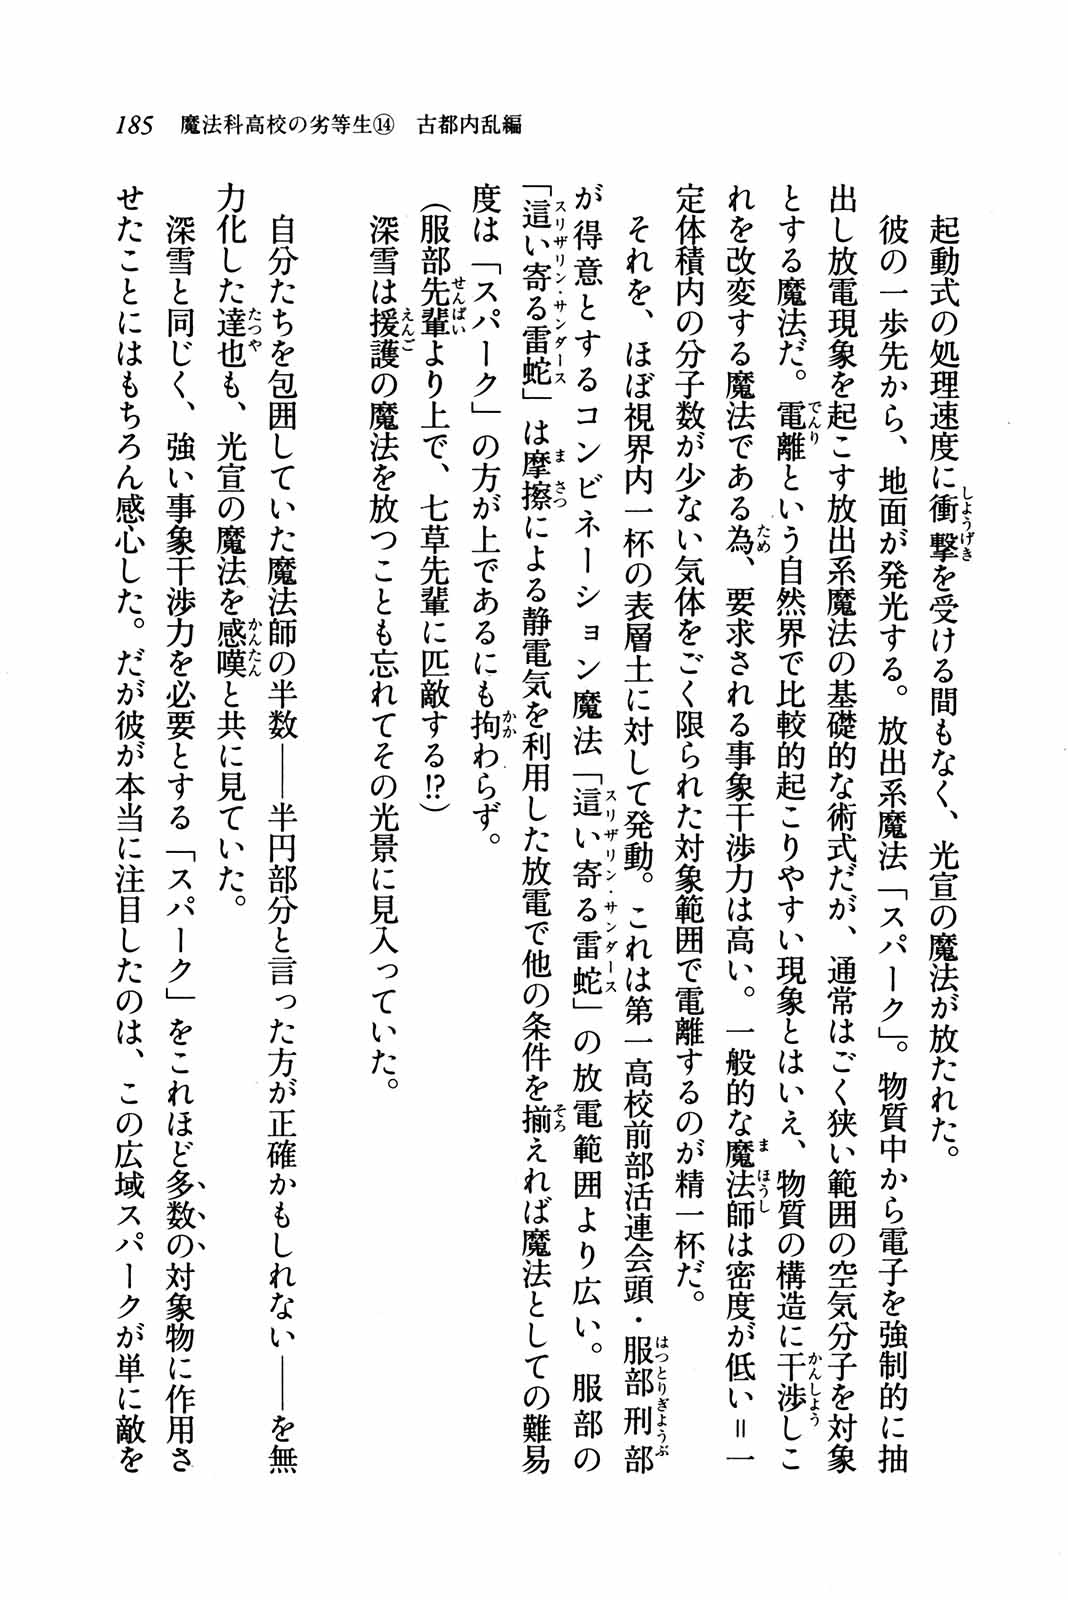 185　魔法科高校の劣等生⑭　古都内乱編
　起動式の処理速度に衝撃を受ける間もなく、光宣の魔法が放たれた。
　彼の一歩先から、地面が発光する。放出系魔法「スパーク」。物質中から電子を強制的に抽
出し放電現象を起こす放出系魔法の基礎的な術式だが、通常はごく狭い範囲の空気分子を対象
とする魔法だ。電離という自然界で比較的起こりやすい現象とはいえ、物質の構造に干渉しこ
れを改変する魔法である為、要求される事象干渉力は高い。一般的な魔法師は密度が低い＝一
定体積内の分子数が少ない気体をごく限られた対象範囲で電離するのが精一杯だ。
　それを、ほぼ視界内一杯の表層土に対して発動。これは第一高校前部活連会頭・服部刑部
が得意とするコンビネーション魔法「這い寄る雷蛇」の放電範囲より広い。服部の
「這い寄る雷蛇」は摩擦による静電気を利用した放電で他の条件を揃えれば魔法としての難易
度は「スパーク」の方が上であるにも拘わらず。
（服部先輩より上で、七草先輩に匹敵する!?）
　深雪は援護の魔法を放つことも忘れてその光景に見入っていた。
　自分たちを包囲していた魔法師の半数――半円部分と言った方が正確かもしれない――を無
力化した達也も、光宣の魔法を感嘆と共に見ていた。
　深雪と同じく、強い事象干渉力を必要とする「スパーク」をこれほど多数の対象物に作用さ
せたことにはもちろん感心した。だが彼が本当に注目したのは、この広域スパークが単に敵を